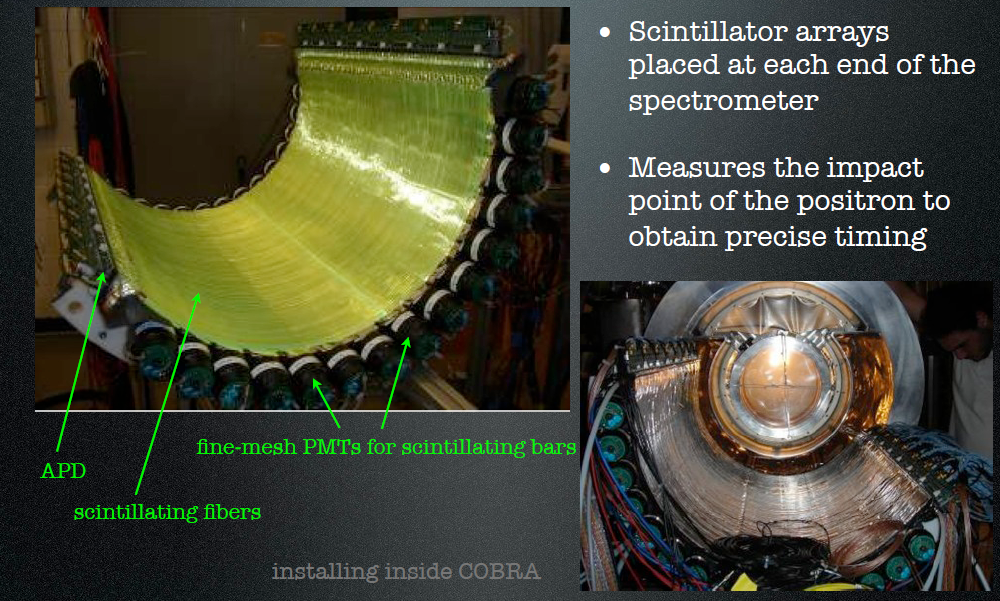 • Scintillator arrays
placed at each end of the
spectrometer
• Measures the impact
point of the positron to
obtain precise timing
fine-mesh PMTs for scintillating bars
APD
scintillating fibers
installing inside COBRA